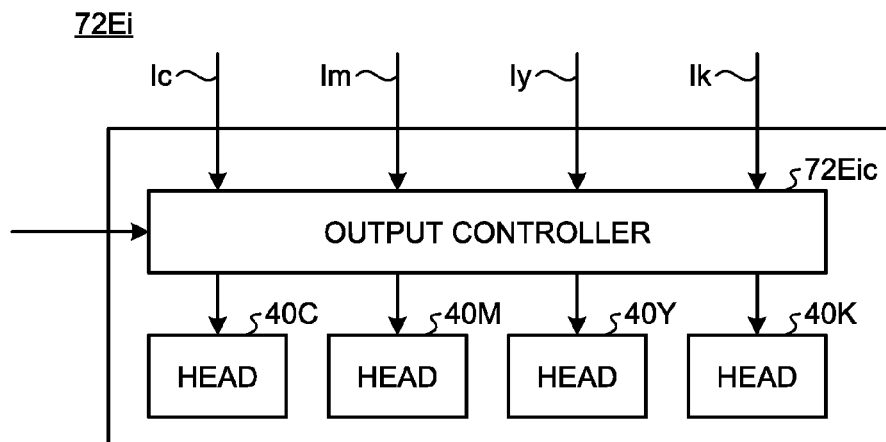 72Ei
Ic Im Iy Ik
72Eic
OUTPUT CONTROLLER
40C 40M 40Y 40K
HEAD HEAD HEAD HEAD